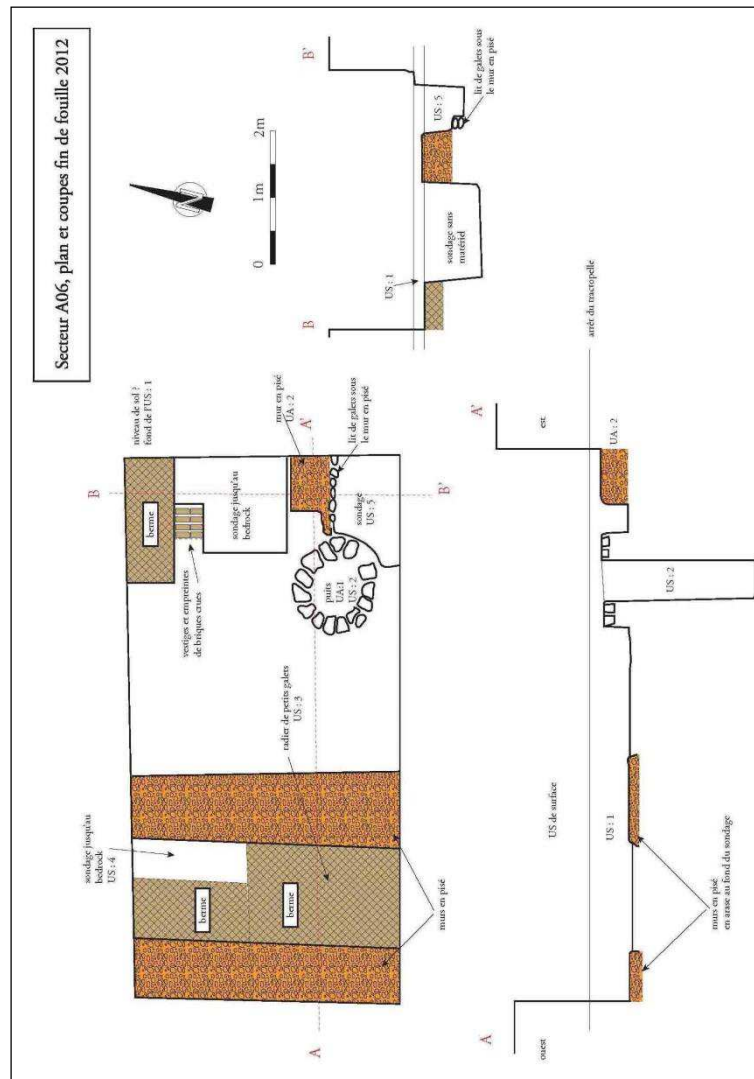 Secteur A06, plan et coupes fin de fouille 2012
N
0 1m 2m
B
B'
US : 1
sondage sans
matériel
US : 5
lit de galets sous
le mur en pisé
niveau de sol ?
fond de l'US : 1
B
berme
vestiges et empreintes
de briques crues
sondage jusqu'au
bedrock
mur en pisé
UA : 2
A'
lit de galets sous
le mur en pisé
sondage
US : 5
B'
puits
UA:1
US : 2
radier de petits galets
US : 3
sondage jusqu'au
bedrock
US : 4
berme
berme
murs en pisé
A
A
ouest
A'
est
arrêt du tractopelle
US de surface
US : 1
US : 2
UA : 2
murs en pisé
en arase au fond du sondage